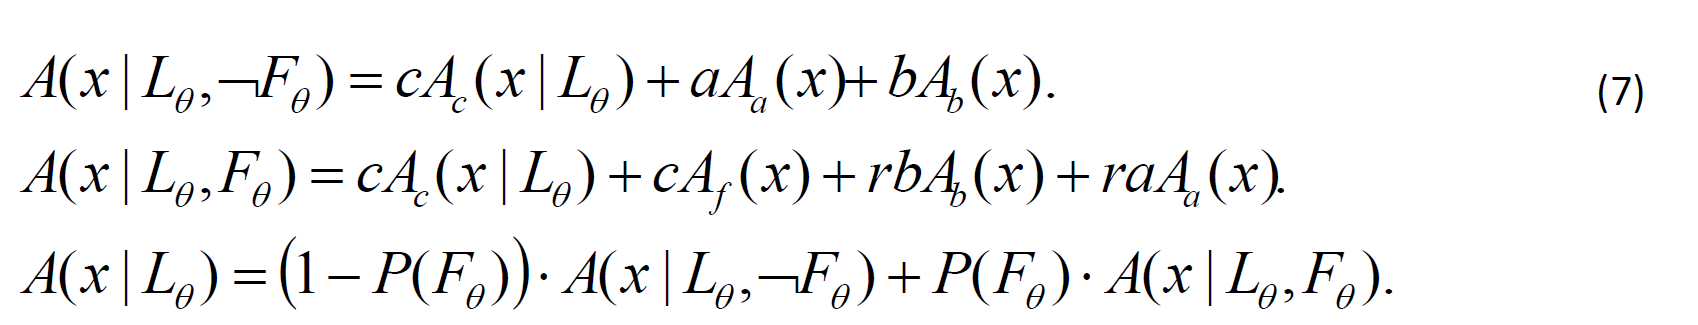 A(x | L_θ, ¬F_θ) = cA_c(x | L_θ) + aA_a(x) + bA_b(x). (7)
A(x | L_θ, F_θ) = cA_c(x | L_θ) + cA_f(x) + rbA_b(x) + raA_a(x).
A(x | L_θ) = (1 − P(F_θ)) · A(x | L_θ, ¬F_θ) + P(F_θ) · A(x | L_θ, F_θ).